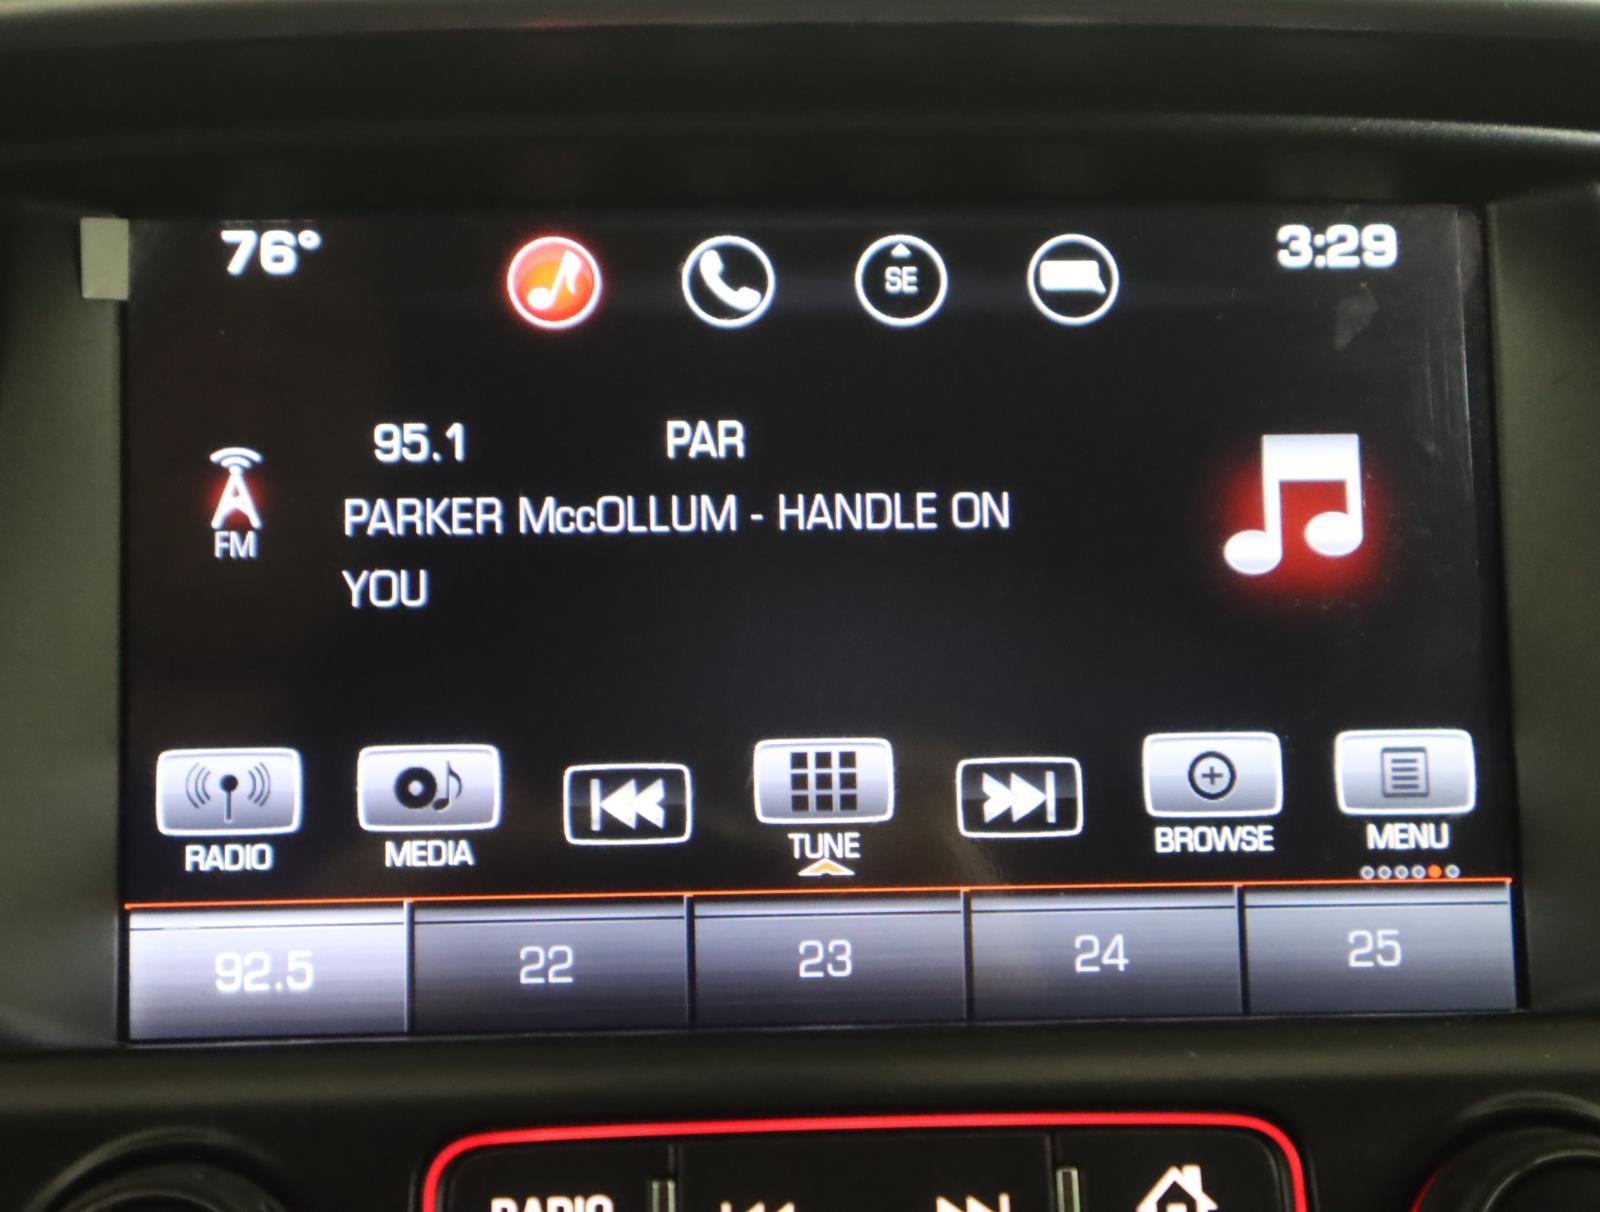 76° SE 3:29
95.1 PAR
FM
PARKER MccOLLUM - HANDLE ON
YOU
RADIO MEDIA TUNE BROWSE MENU
92.5 22 23 24 25
RADIO